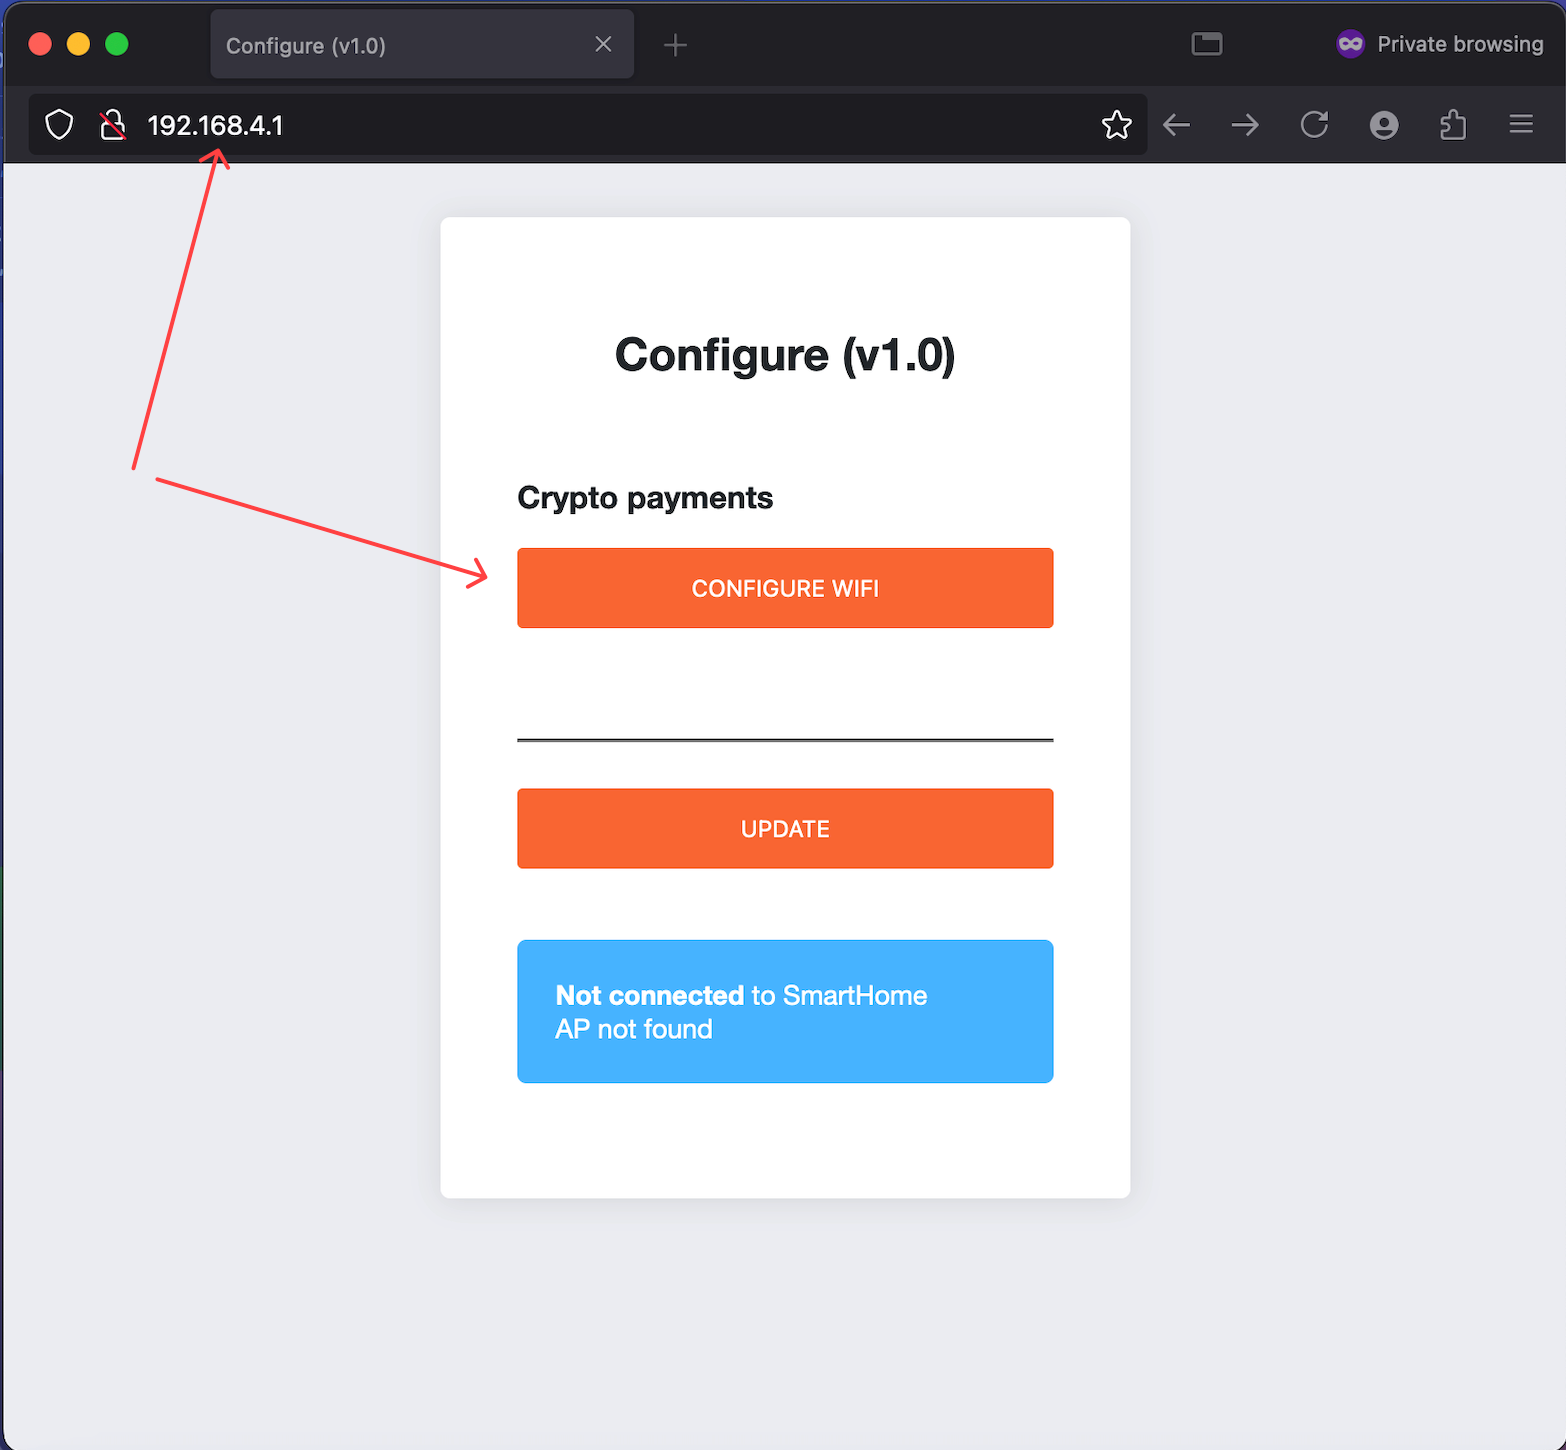 Configure (v1.0)
Private browsing
192.168.4.1
Configure (v1.0)
Crypto payments
CONFIGURE WIFI
UPDATE
Not connected to SmartHome
AP not found